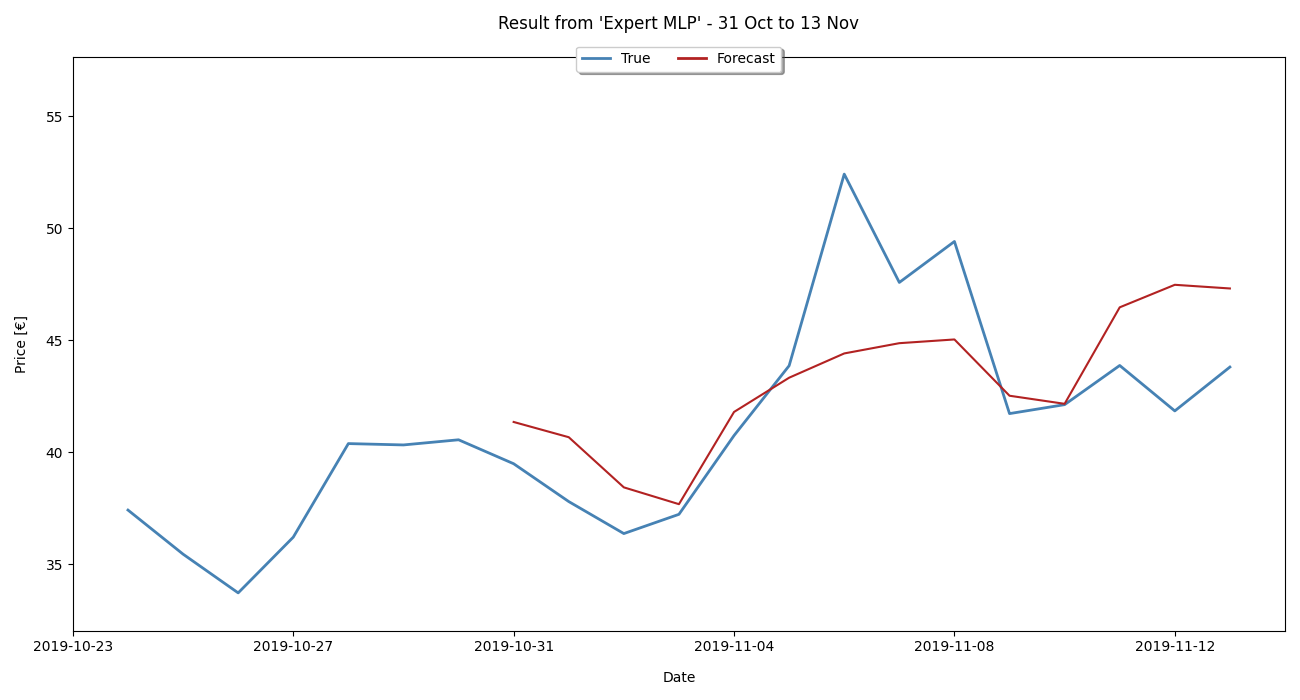 Result from 'Expert MLP' - 31 Oct to 13 Nov
True Forecast
55
50
45
40
35
Price [€]
2019-10-23 2019-10-27 2019-10-31 2019-11-04 2019-11-08 2019-11-12
Date